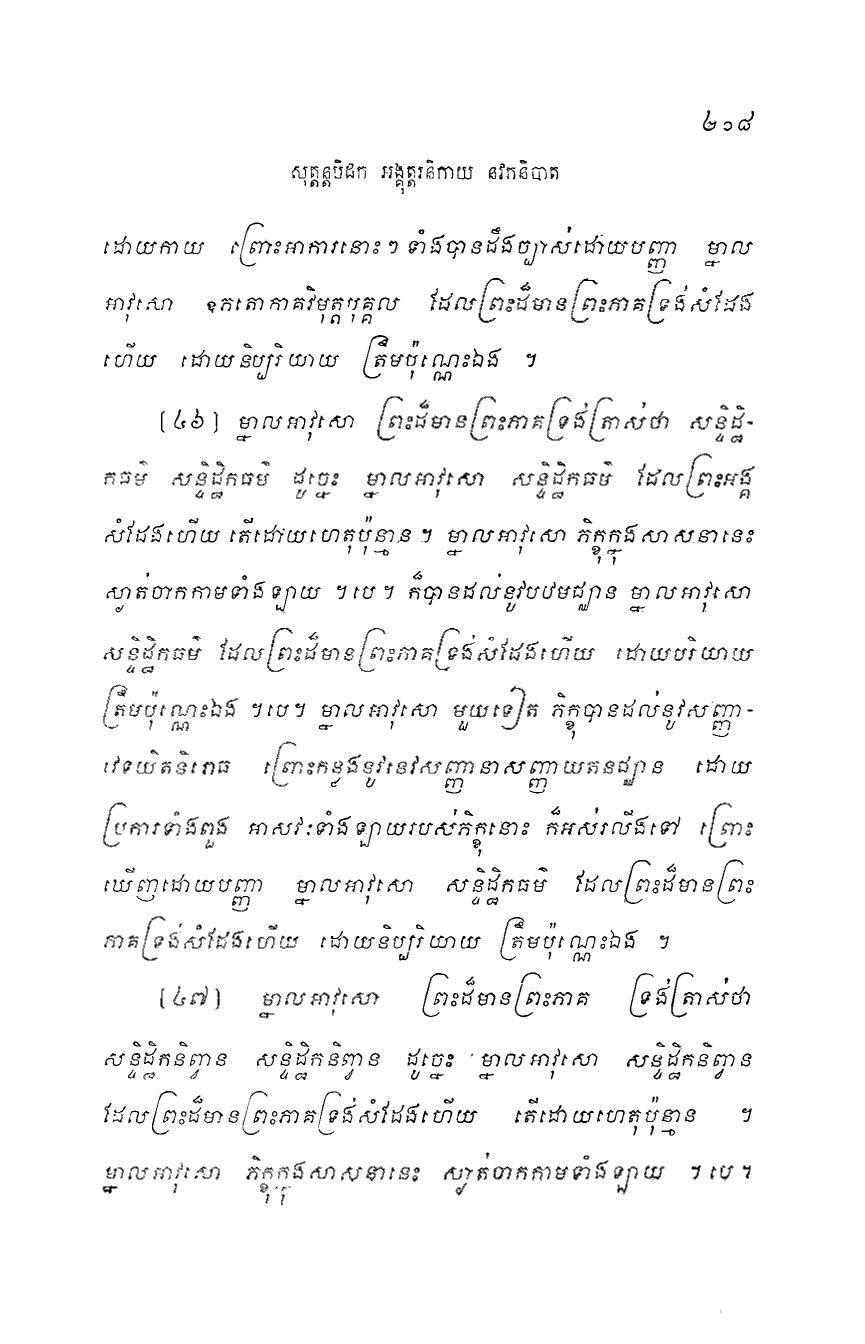 ២១៨
សុត្តន្តបិដក អង្គុត្តរនិកាយ នវកនិបាត
ដោយកាយ ព្រោះអាការនោះៗ ទាំងបានដឹងច្បាស់ដោយបញ្ញា ម្នាល
អាវុសោ ឧភតោភាគវិមុត្តបុគ្គល ដែលព្រះដ៏មានព្រះភាគទ្រង់សំដែង
ហើយ ដោយនិប្បរិយាយ ត្រឹមប៉ុណ្ណេះឯង ។
[៤៦] ម្នាលអាវុសោ ព្រះដ៏មានព្រះភាគទ្រង់ត្រាស់ថា សន្ទិដ្ឋិ-
កធម៌ សន្ទិដ្ឋិកធម៌ ដូច្នេះ ម្នាលអាវុសោ សន្ទិដ្ឋិកធម៌ ដែលព្រះអង្គ
សំដែងហើយ តើដោយហេតុប៉ុន្មាន ។ ម្នាលអាវុសោ ភិក្ខុក្នុងសាសនានេះ
ស្ងាត់ចាកកាមទាំងឡាយ ។បេ។ ក៏បានដល់នូវបឋមជ្ឈាន ម្នាលអាវុសោ
សន្ទិដ្ឋិកធម៌ ដែលព្រះដ៏មានព្រះភាគទ្រង់សំដែងហើយ ដោយបរិយាយ
ត្រឹមប៉ុណ្ណេះឯង ។បេ។ ម្នាលអាវុសោ មួយទៀត ភិក្ខុបានដល់នូវសញ្ញា-
វេទយិតនិរោធ ព្រោះកន្លងនូវនេវសញ្ញានាសញ្ញាយតនជ្ឈាន ដោយ
ប្រការទាំងពួង អាសវៈទាំងឡាយរបស់ភិក្ខុនោះ ក៏អស់រលីងទៅ ព្រោះ
ឃើញដោយបញ្ញា ម្នាលអាវុសោ សន្ទិដ្ឋិកធម៌ ដែលព្រះដ៏មានព្រះ
ភាគទ្រង់សំដែងហើយ ដោយនិប្បរិយាយ ត្រឹមប៉ុណ្ណេះឯង ។
[៤៧] ម្នាលអាវុសោ ព្រះដ៏មានព្រះភាគ ទ្រង់ត្រាស់ថា
សន្ទិដ្ឋិកនិព្វាន សន្ទិដ្ឋិកនិព្វាន ដូច្នេះ ម្នាលអាវុសោ សន្ទិដ្ឋិកនិព្វាន
ដែលព្រះដ៏មានព្រះភាគទ្រង់សំដែងហើយ តើដោយហេតុប៉ុន្មាន ។
ម្នាលអាវុសោ ភិក្ខុក្នុងសាសនានេះ ស្ងាត់ចាកកាមទាំងឡាយ ។បេ។